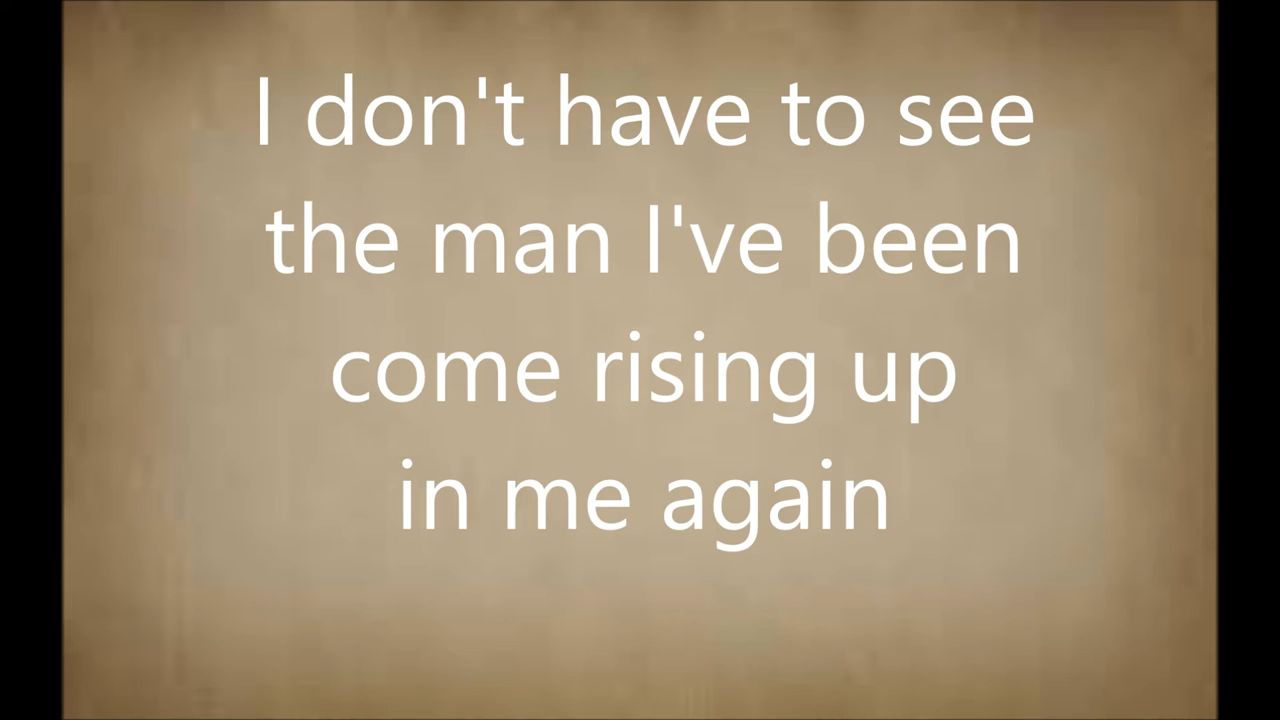 I don't have to see
the man I've been
come rising up
in me again